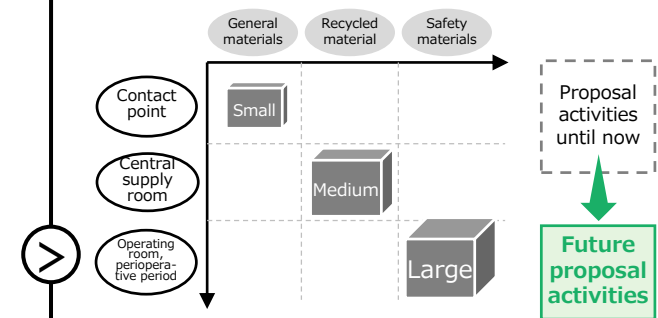 General
materials
Recycled
material
Safety
materials
Contact
point
Small
Central
supply
room
Medium
Operating
room,
periopera-
tive period
Large
>
Proposal
activities
until now
Future
proposal
activities